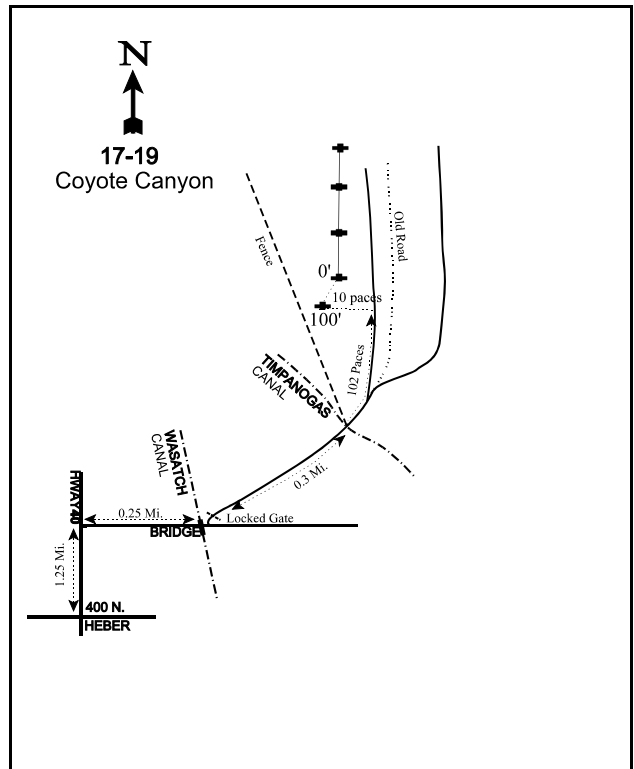 N
17-19
Coyote Canyon
Fence
Old Road
0'
10 paces
100'
102 Paces
TIMPANOGAS
CANAL
WASATCH
CANAL
0.3 Mi.
HWAY 40
0.25 Mi.
Locked Gate
BRIDGE
1.25 Mi.
400 N.
HEBER